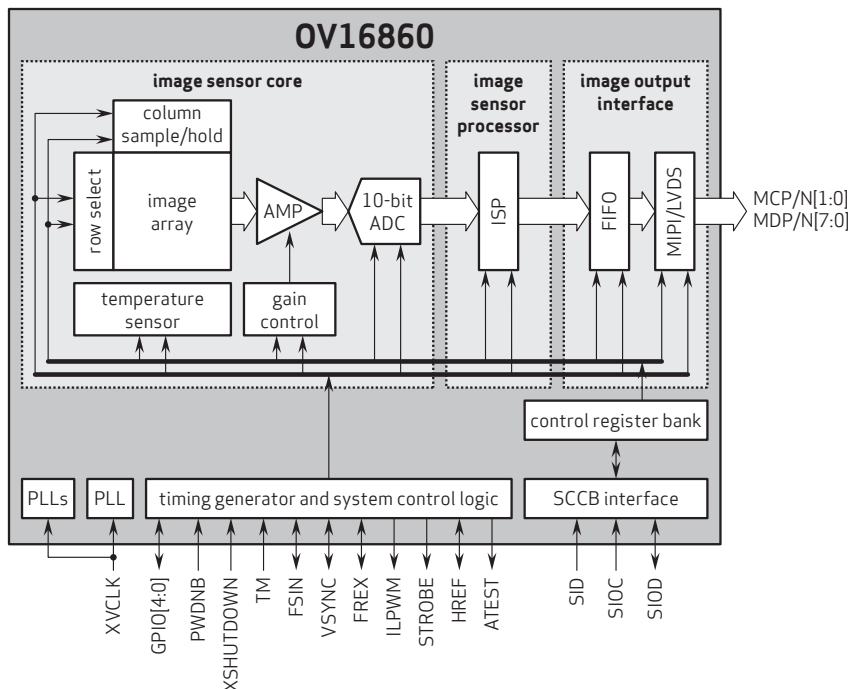 OV16860
image sensor core
image
sensor
processor
image output
interface
column
sample/hold
row select
image
array
AMP
10-bit
ADC
ISP
FIFO
MIPI/LVDS
MCP/N[1:0]
MDP/N[7:0]
temperature
sensor
gain
control
control register bank
PLLs
PLL
timing generator and system control logic
SCCB interface
XVCLK
GPIO[4:0]
PWDNB
XSHUTDOWN
TM
FSIN
VSYNC
FREX
ILPWM
STROBE
HREF
ATEST
SID
SIOC
SIOD